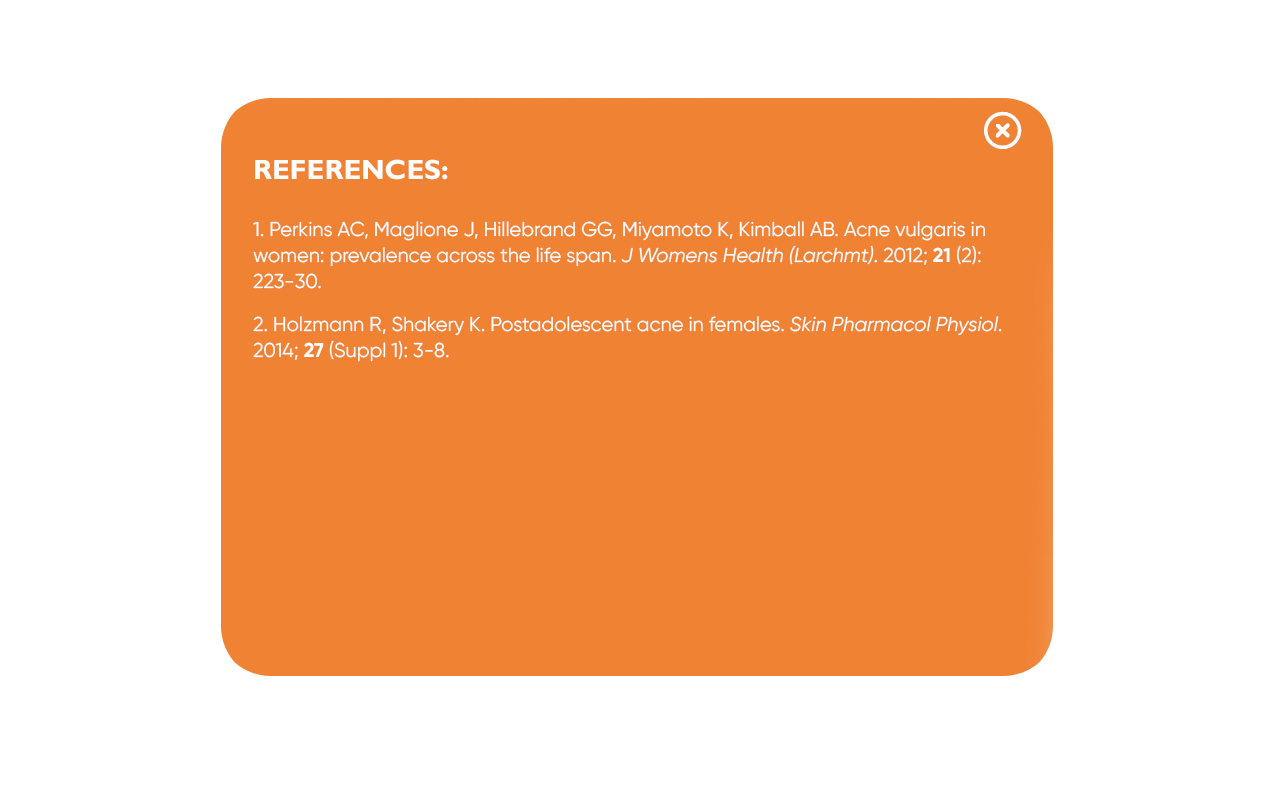 REFERENCES:
1. Perkins AC, Maglione J, Hillebrand GG, Miyamoto K, Kimball AB. Acne vulgaris in
women: prevalence across the life span. J Womens Health (Larchmt). 2012; 21 (2):
223-30.
2. Holzmann R, Shakery K. Postadolescent acne in females. Skin Pharmacol Physiol.
2014; 27 (Suppl 1): 3-8.